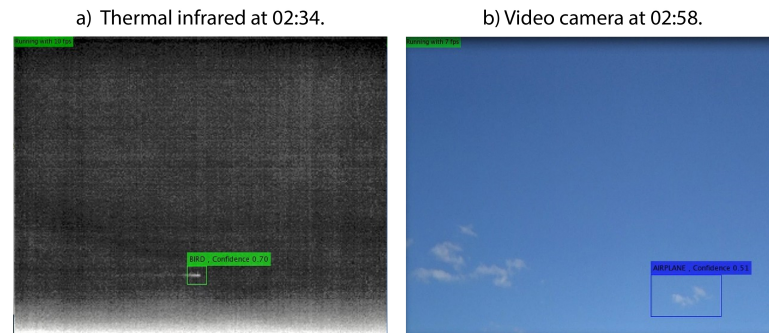 a) Thermal infrared at 02:34.
b) Video camera at 02:58.
Running with 10 fps
Running with 7 fps
BIRD , Confidence 0.70
AIRPLANE , Confidence 0.51